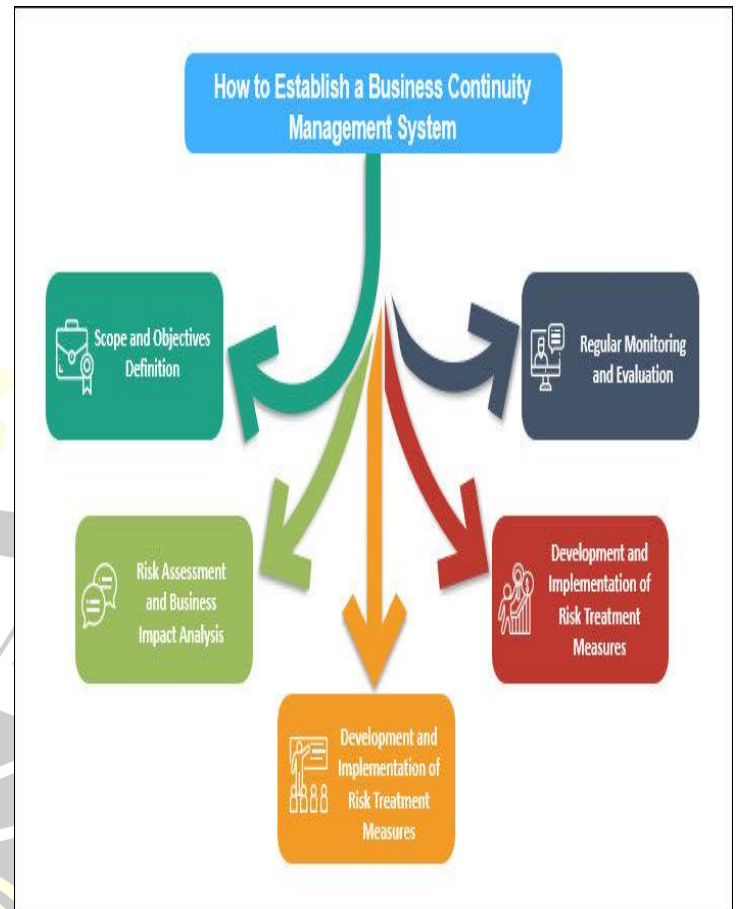 How to Establish a Business Continuity
Management System
Scope and Objectives
Definition
Regular Monitoring
and Evaluation
Risk Assessment
and Business
Impact Analysis
Development and
Implementation of
Risk Treatment
Measures
Development and
Implementation of
Risk Treatment
Measures